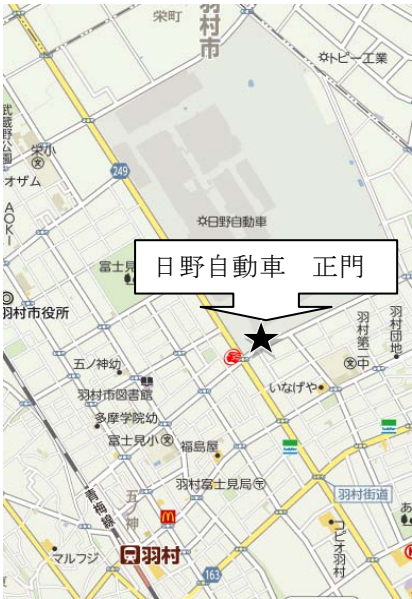 栄町
羽村市
トピー工業
武蔵野公園
栄小
249
オザム
AOKI
日野自動車
富士見
日野自動車 正門
羽村市役所
羽村第二中
羽村団地
五ノ神幼
羽村市図書館
いなげや
多摩学院幼
富士見小
福島屋
羽村富士見局
羽村街道
五ノ神
青梅線
あ
コピオ羽村
マルフジ
羽村
163